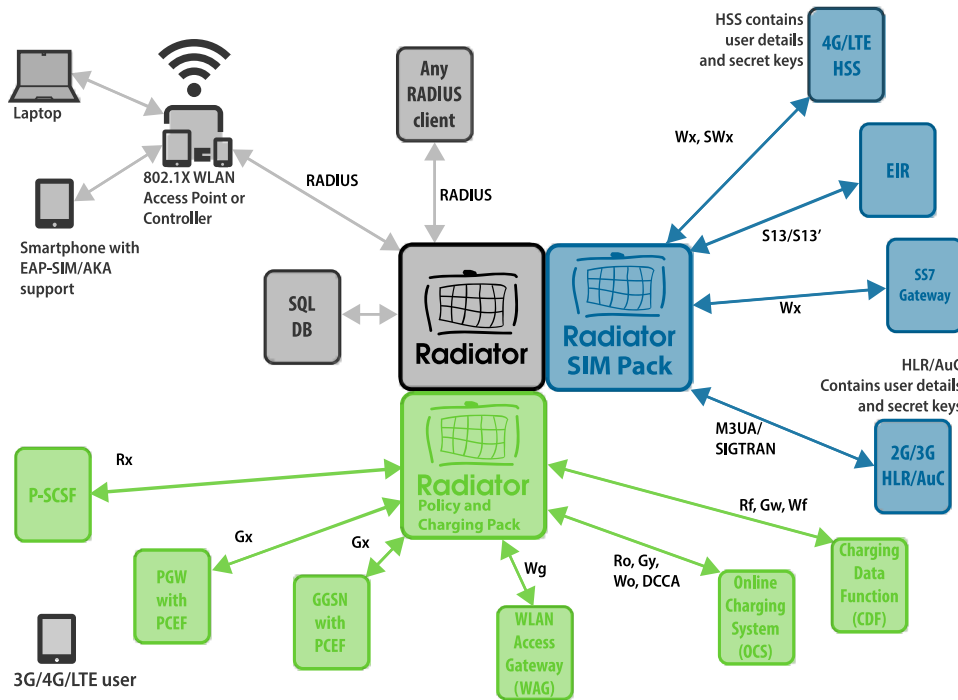 HSS contains
user details
and secret keys
4G/LTE
HSS
Laptop
Any
RADIUS
client
802.1X WLAN
Access Point or
Controller
RADIUS
RADIUS
Wx, SWx
EIR
S13/S13’
Smartphone with
EAP-SIM/AKA
support
SQL
DB
Radiator
Radiator
SIM Pack
Wx
SS7
Gateway
HLR/AuC
Contains user details
and secret keys
M3UA/
SIGTRAN
2G/3G
HLR/AuC
P-SCSF
Rx
Radiator
Policy and
Charging Pack
Rf, Gw, Wf
Gx
Gx
Wg
Ro, Gy,
Wo, DCCA
PGW
with
PCEF
GGSN
with
PCEF
WLAN
Access
Gateway
(WAG)
Online
Charging
System
(OCS)
Charging
Data
Function
(CDF)
3G/4G/LTE user